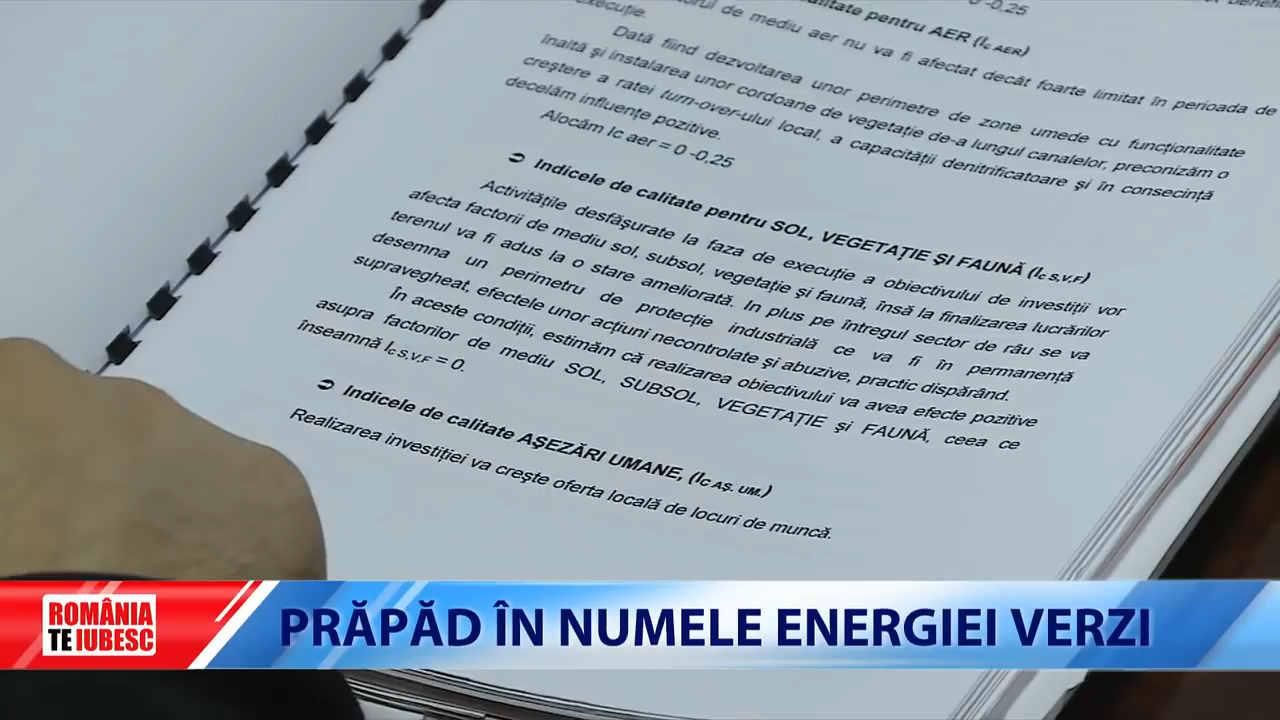 0 -0,25
calitate pentru AER (Ic AER)
de mediu aer nu va fi afectat decât foarte limitat în perioada de
execuție.
Dată fiind dezvoltarea unor perimetre de zone umede cu funcționalitate
înaltă și instalarea unor cordoane de vegetație de-a lungul canalelor, preconizăm o
creștere a ratei turn-over-ului local, a capacității denitrificatoare și în consecință
decelăm influențe pozitive.
Alocăm Ic aer = 0 -0,25
➲ Indicele de calitate pentru SOL, VEGETAȚIE ȘI FAUNĂ (Ic S,V,F)
Activitățile desfășurate la faza de execuție a obiectivului de investiții vor
afecta factorii de mediu sol, subsol, vegetație și faună, însă la finalizarea lucrărilor
terenul va fi adus la o stare ameliorată. In plus pe întregul sector de râu se va
desemna un perimetru de protecție industrială ce va fi în permanență
supravegheat, efectele unor acțiuni necontrolate și abuzive, practic dispărând.
În aceste condiții, estimăm că realizarea obiectivului va avea efecte pozitive
asupra factorilor de mediu SOL, SUBSOL, VEGETAȚIE și FAUNĂ, ceea ce
înseamnă Ic S,V,F = 0.
➲ Indicele de calitate AȘEZĂRI UMANE, (Ic AȘ. UM.)
Realizarea investiției va crește oferta locală de locuri de muncă.
ROMÂNIA
TE IUBESC
PRĂPĂD ÎN NUMELE ENERGIEI VERZI